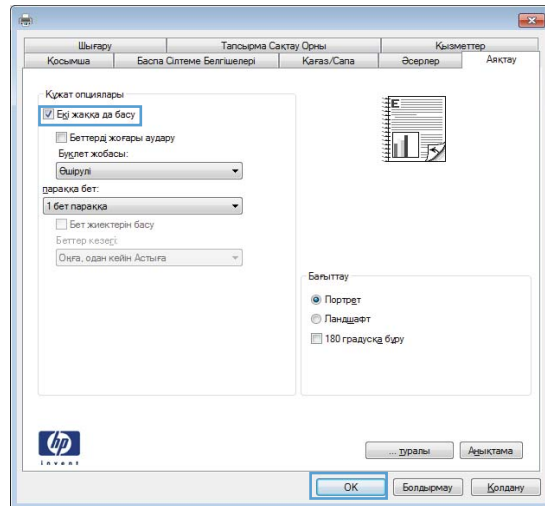 Шығару Тапсырма Сақтау Орны Қызметтер
Қосымша Баспа Сілтеме Белгішелері Қағаз/Сапа Әсерлер Аяқтау
Құжат опциялары
Екі жаққа да басу
Беттерді жоғары аудару
Буклет жобасы:
Өшірулі
параққа бет:
1 бет параққа
Бет жиектерін басу
Беттер кезегі:
Оңға, одан кейін Астыға
E
1
Бағыттау
Портрет
Ландшафт
180 градусқа бұру
hp
invent
... туралы Анықтама
OK Болдырмау Қолдану